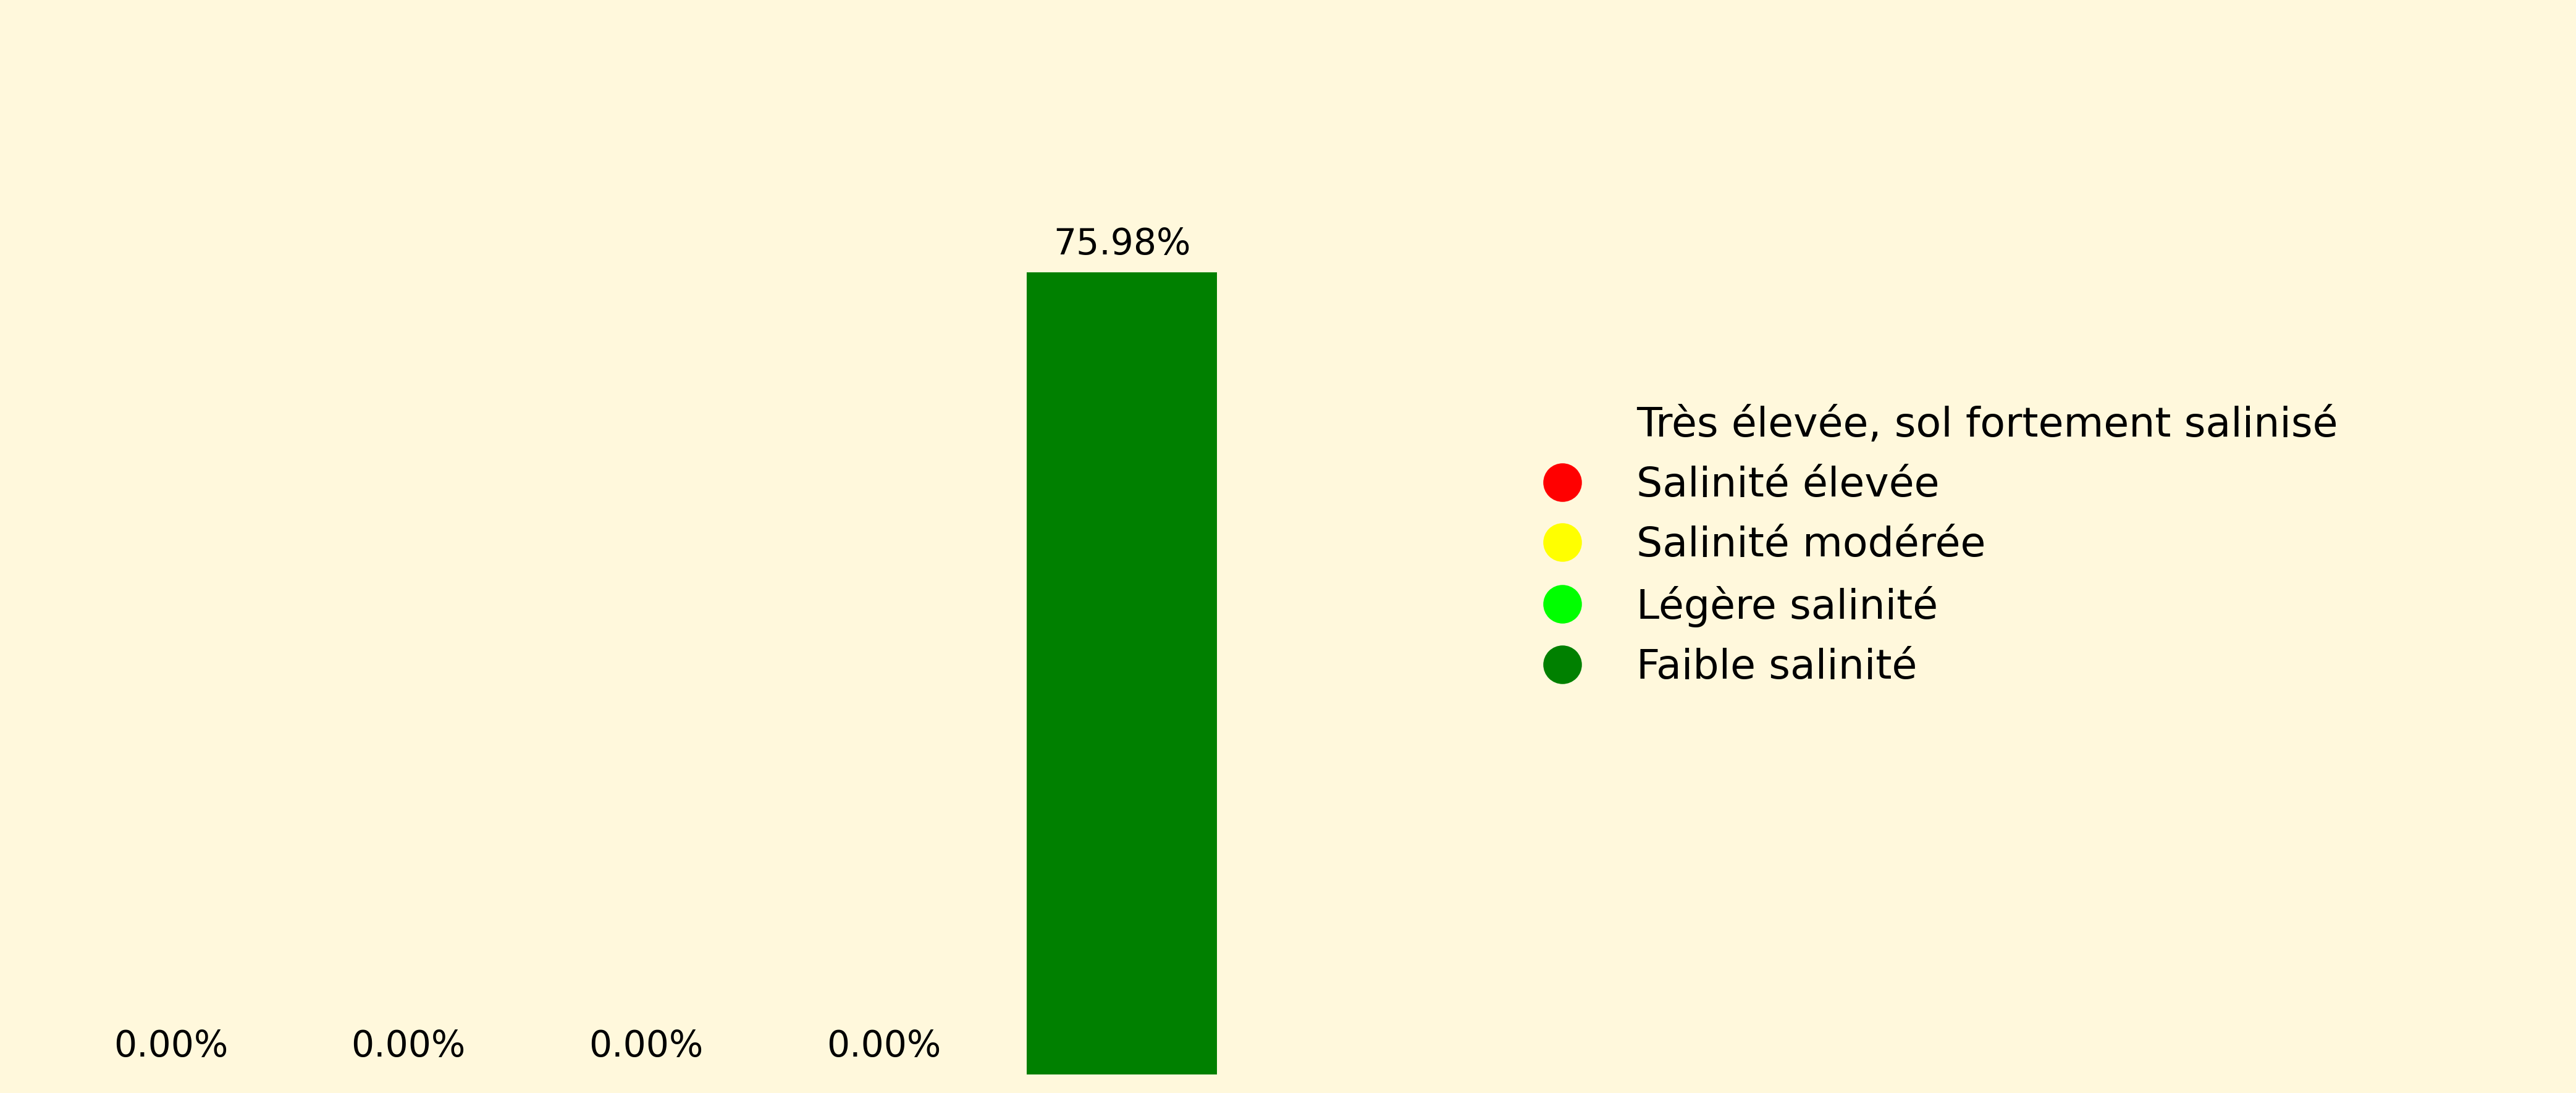 75.98%
0.00%
0.00%
0.00%
0.00%
Très élevée, sol fortement salinisé
Salinité élevée
Salinité modérée
Légère salinité
Faible salinité